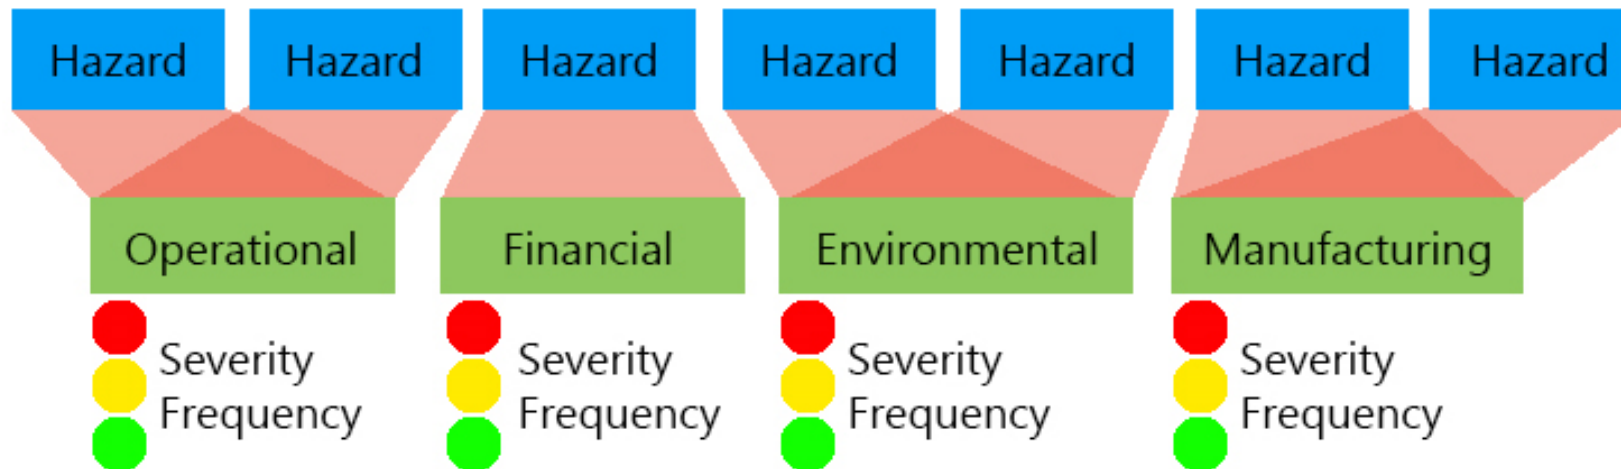 Hazard Hazard Hazard Hazard Hazard Hazard Hazard
Operational Financial Environmental Manufacturing
Severity Severity Severity Severity
Frequency Frequency Frequency Frequency